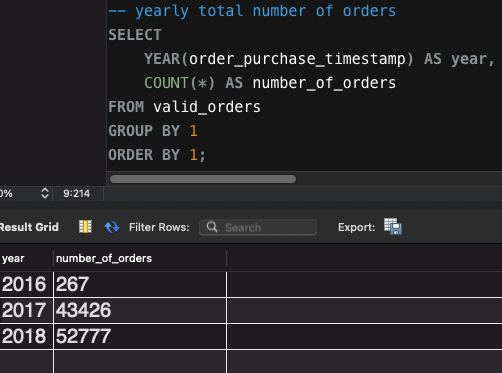 -- yearly total number of orders
SELECT
YEAR(order_purchase_timestamp) AS year,
COUNT(*) AS number_of_orders
FROM valid_orders
GROUP BY 1
ORDER BY 1;
0% 9:214
Result Grid Filter Rows: Search Export:
year number_of_orders
2016 267
2017 43426
2018 52777